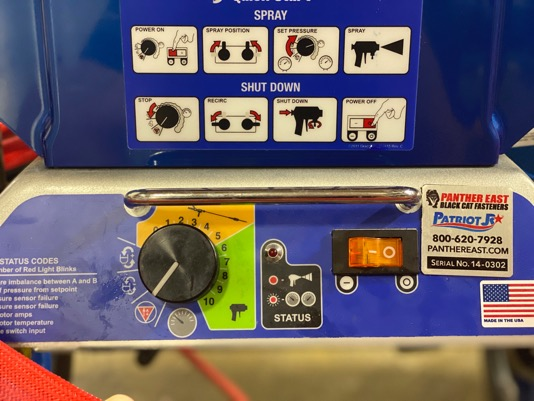 Quick Start
SPRAY
POWER ON
SPRAY POSITION
SET PRESSURE
SPRAY
SHUT DOWN
STOP
RECIRC
SHUT DOWN
POWER OFF
1 2 3 4 5 6 7 8 9 10
STATUS CODES
mber of Red Light Blinks
re imbalance between A and B
pressure from setpoint
sure sensor failure
sure sensor failure
otor amps
otor temperature
e switch input
STATUS
PANTHER EAST
BLACK CAT FASTENERS
PATRIOT Jr
800-620-7928
PANTHEREAST.COM
SERIAL NO. 14-0302
MADE IN THE USA